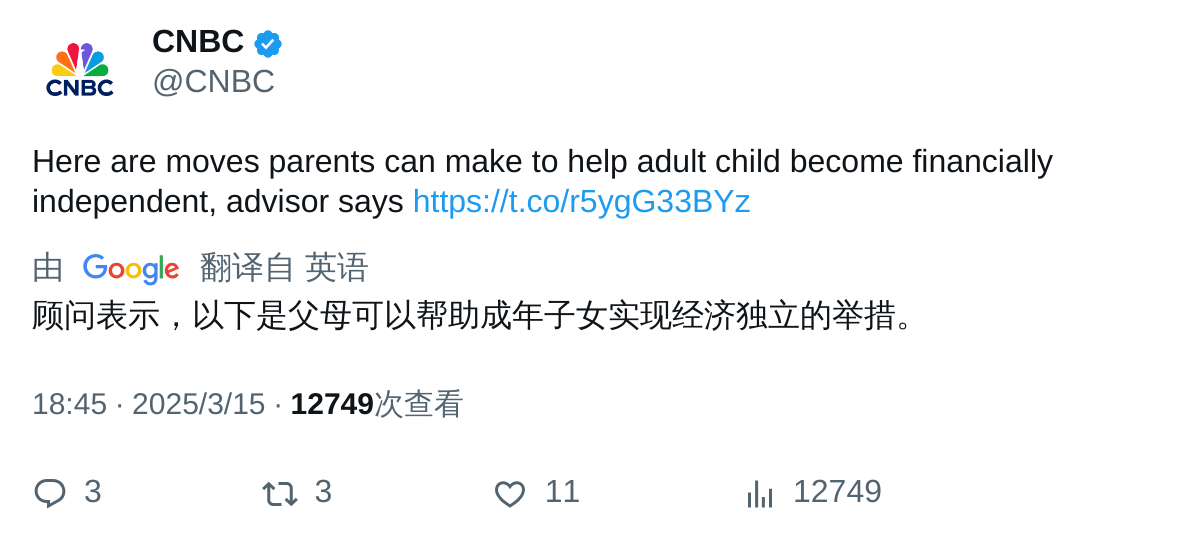 CNBC
CNBC
@CNBC
Here are moves parents can make to help adult child become financially
independent, advisor says https://t.co/r5ygG33BYz
由 Google 翻译自 英语
顾问表示，以下是父母可以帮助成年子女实现经济独立的举措。
18:45 · 2025/3/15 · 12749次查看
3 3 11 12749